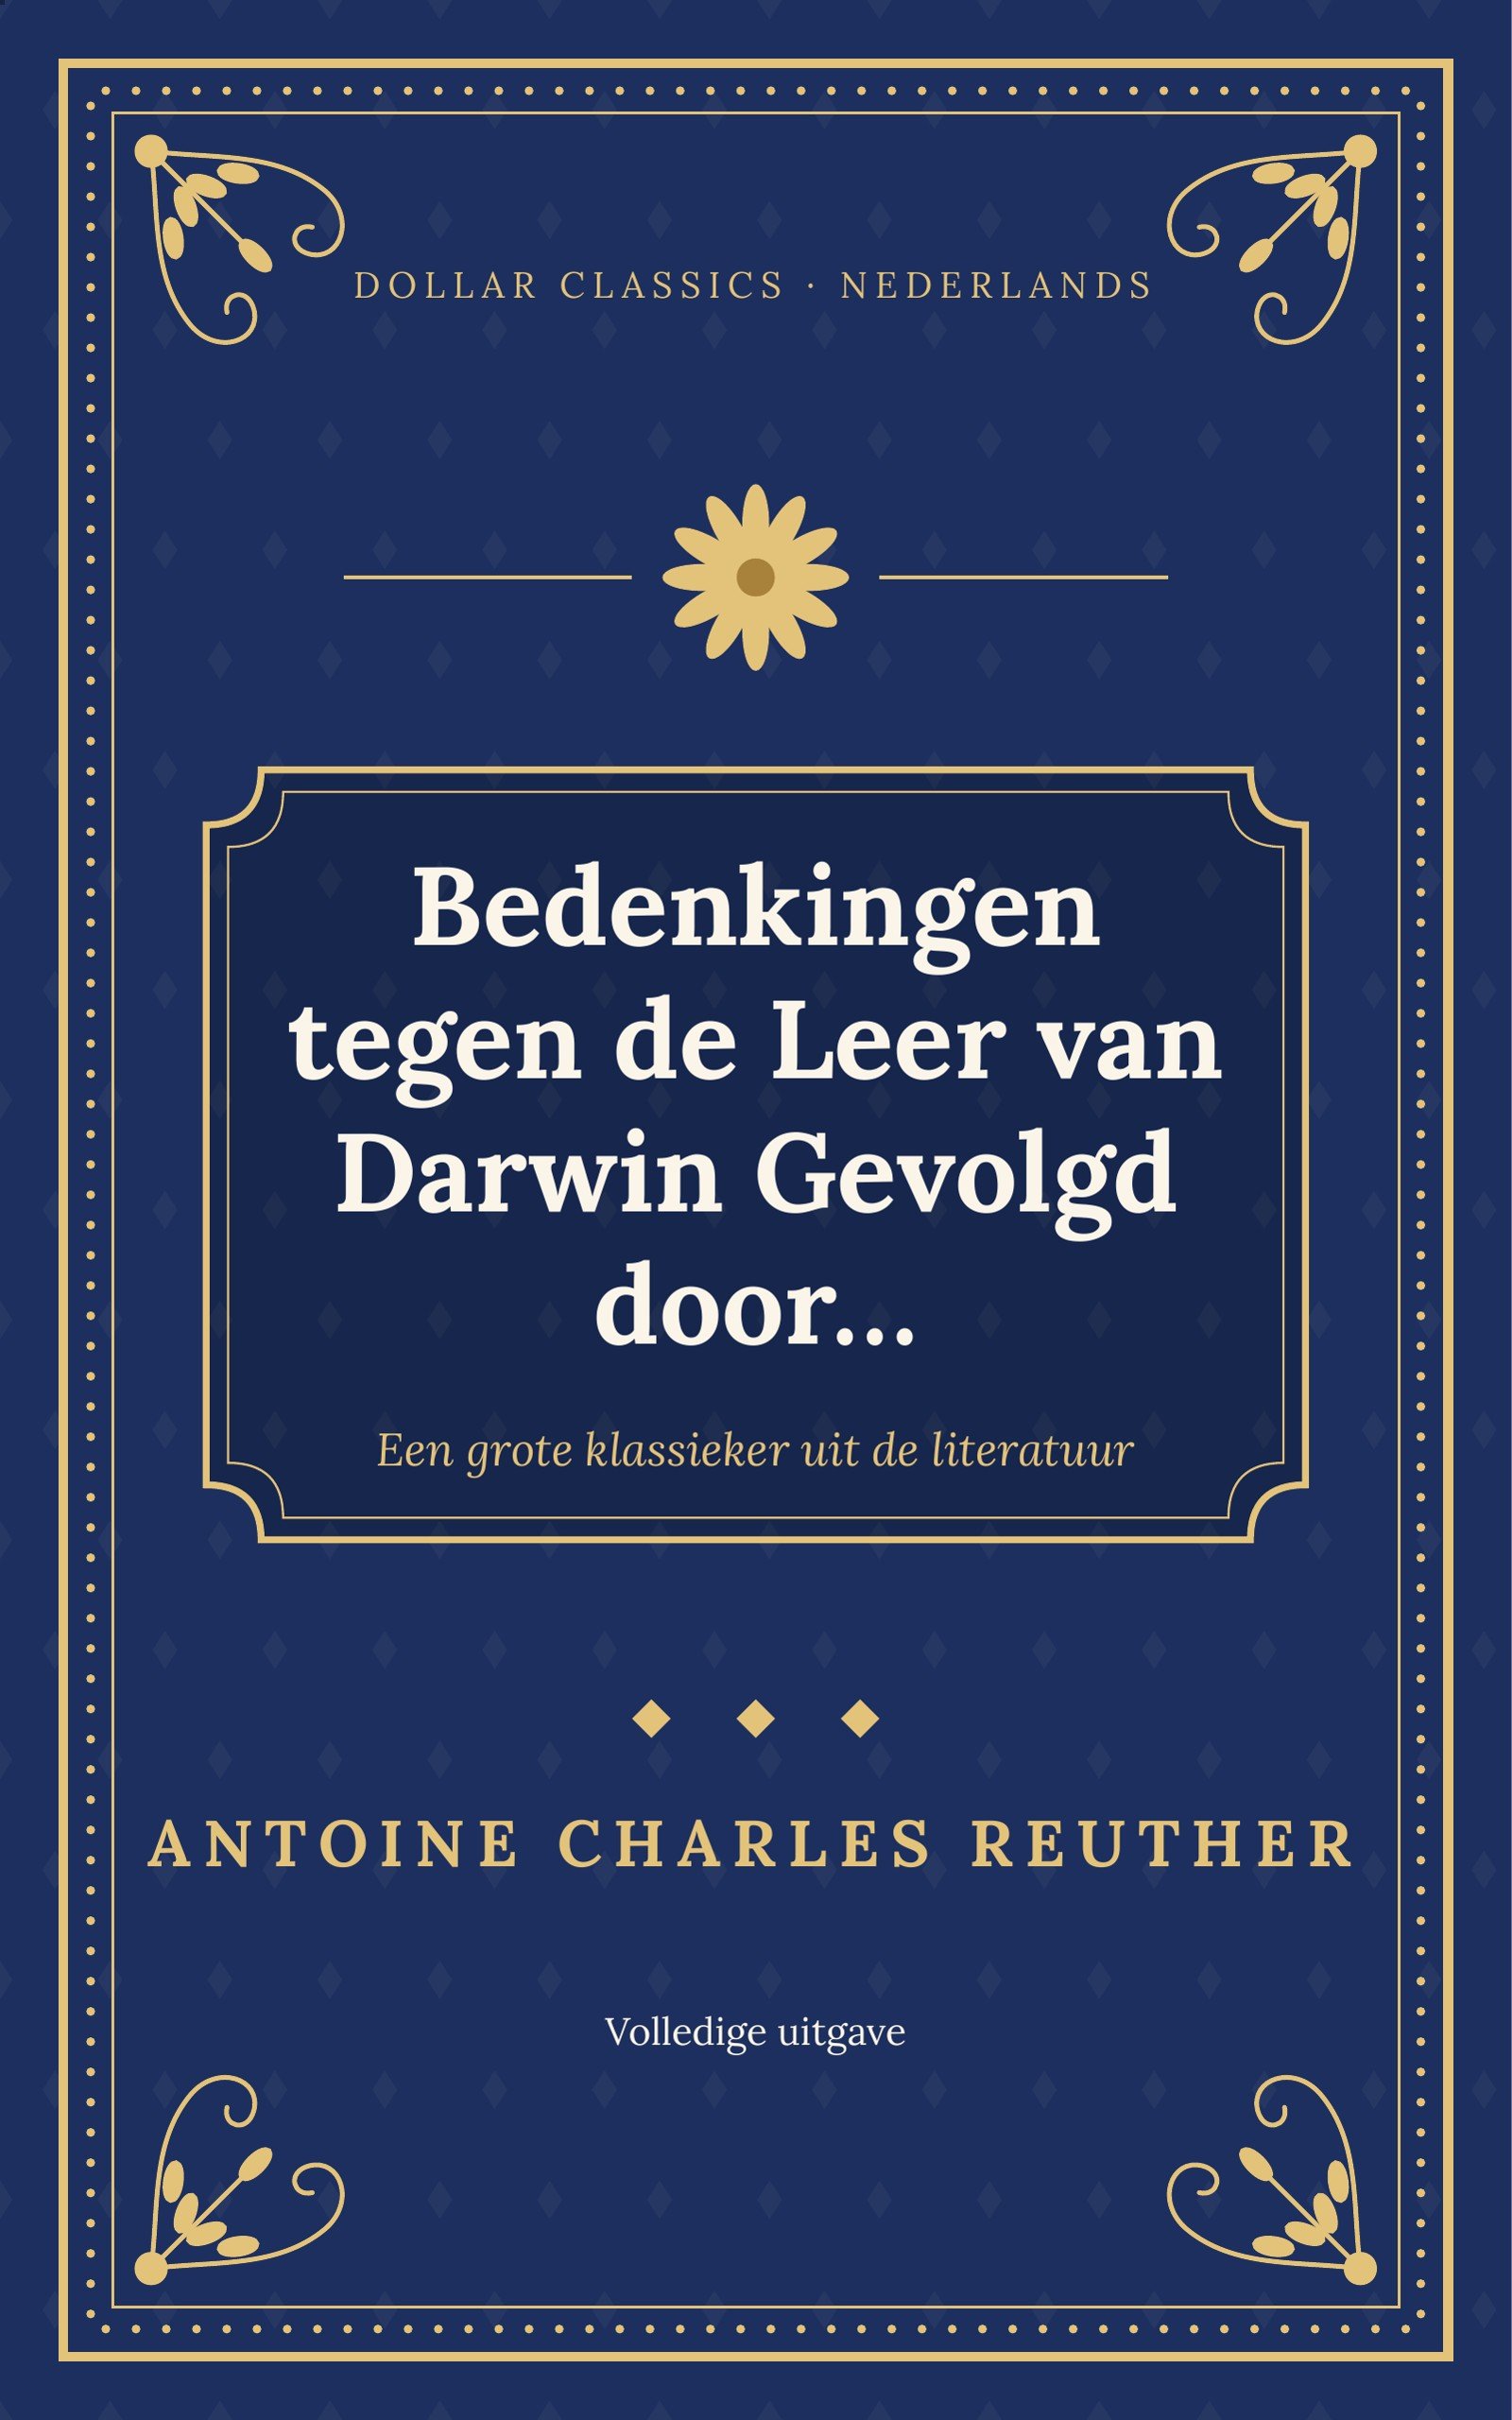 DOLLAR CLASSICS · NEDERLANDS
Bedenkingen
tegen de Leer van
Darwin Gevolgd
door...
Een grote klassieker uit de literatuur
ANTOINE CHARLES REUTHER
Volledige uitgave